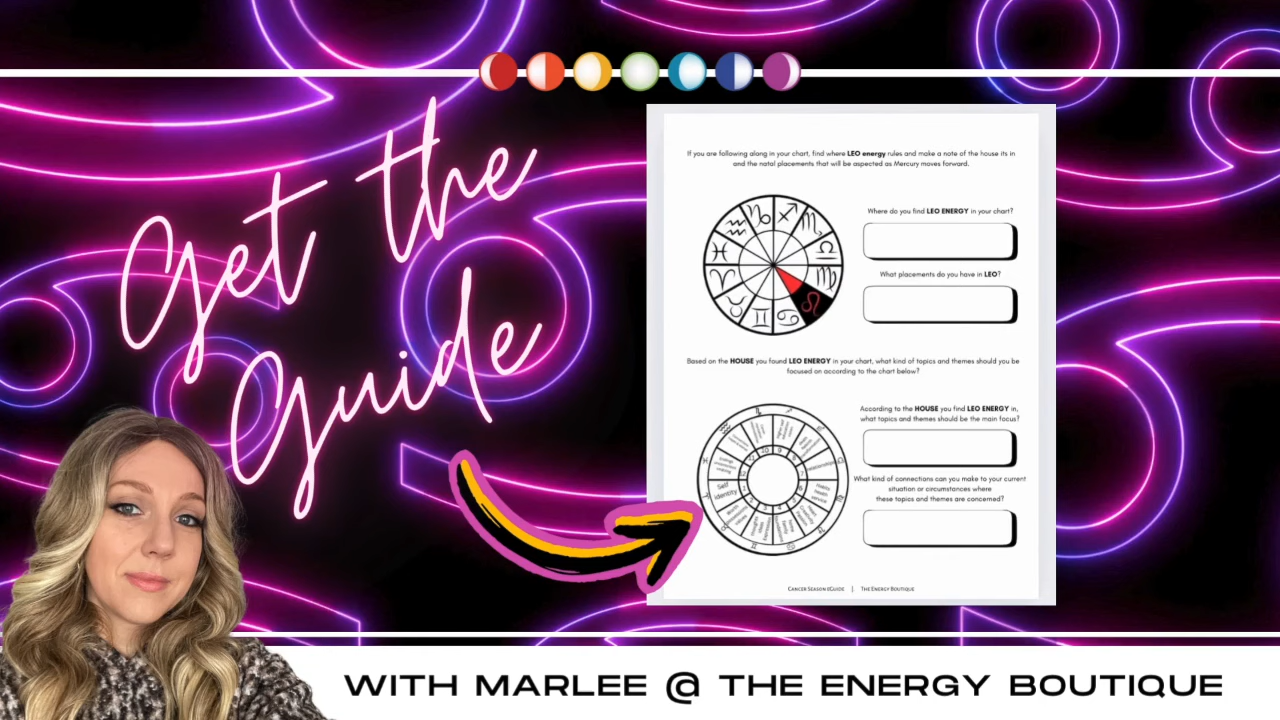 Get the
Guide
If you are following along in your chart, find where LEO energy rules and make a note of the house its in
and the natal placements that will be aspected as Mercury moves forward.
Where do you find LEO ENERGY in your chart?
What placements do you have in LEO?
Based on the HOUSE you found LEO ENERGY in your chart, what kind of topics and themes should you be
focused on according to the chart below?
According to the HOUSE you find LEO ENERGY in,
what topics and themes should be the main focus?
Self
Identity
Habits
health
service
What kind of connections can you make to your current
situation or circumstances where
these topics and themes are concerned?
CANCER SEASON EGUIDE | THE ENERGY BOUTIQUE
WITH MARLEE @ THE ENERGY BOUTIQUE